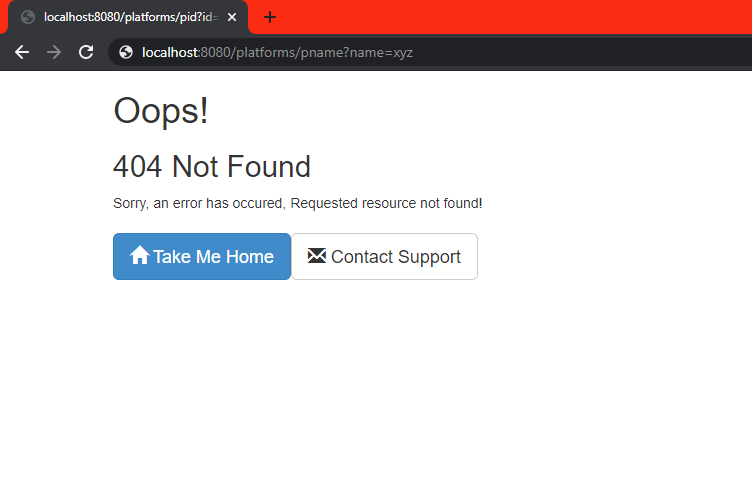 localhost:8080/platforms/pid?id=
localhost:8080/platforms/pname?name=xyz
Oops!
404 Not Found
Sorry, an error has occured, Requested resource not found!
Take Me Home Contact Support